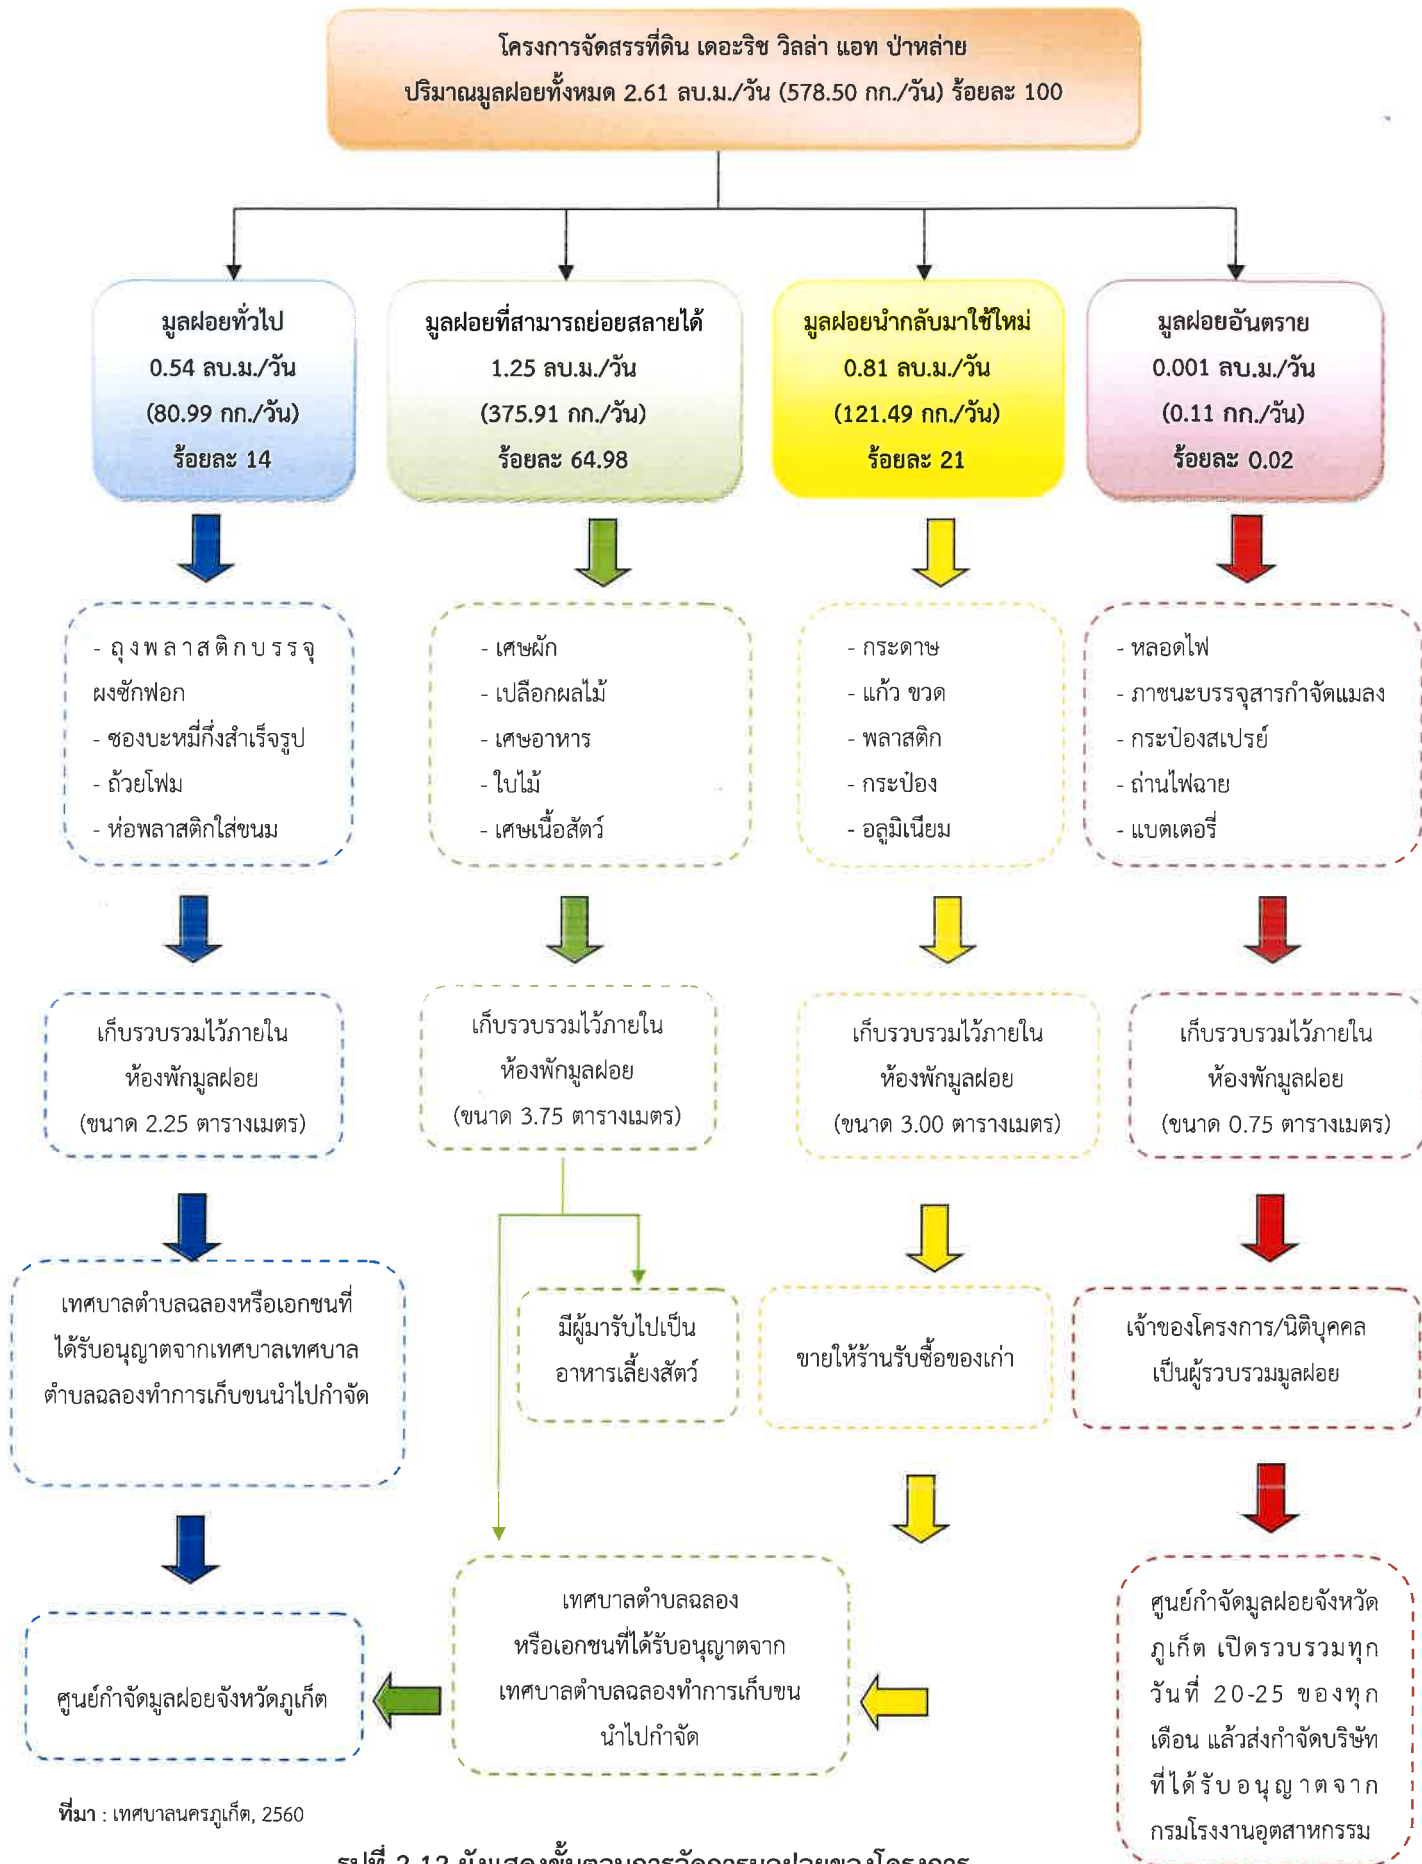 โครงการจัดสรรที่ดิน เดอะริช วิลล่า แอท ป่าหล่าย
ปริมาณมูลฝอยทั้งหมด 2.61 ลบ.ม./วัน (578.50 กก./วัน) ร้อยละ 100
มูลฝอยทั่วไป
0.54 ลบ.ม./วัน
(80.99 กก./วัน)
ร้อยละ 14
มูลฝอยที่สามารถย่อยสลายได้
1.25 ลบ.ม./วัน
(375.91 กก./วัน)
ร้อยละ 64.98
มูลฝอยนำกลับมาใช้ใหม่
0.81 ลบ.ม./วัน
(121.49 กก./วัน)
ร้อยละ 21
มูลฝอยอันตราย
0.001 ลบ.ม./วัน
(0.11 กก./วัน)
ร้อยละ 0.02
- ถุงพลาสติกบรรจุ
ผงซักฟอก
- ซองบะหมี่กึ่งสำเร็จรูป
- ถ้วยโฟม
- ห่อพลาสติกใส่ขนม
- เศษผัก
- เปลือกผลไม้
- เศษอาหาร
- ใบไม้
- เศษเนื้อสัตว์
- กระดาษ
- แก้ว ขวด
- พลาสติก
- กระป๋อง
- อลูมิเนียม
- หลอดไฟ
- ภาชนะบรรจุสารกำจัดแมลง
- กระป๋องสเปรย์
- ถ่านไฟฉาย
- แบตเตอรี่
เก็บรวบรวมไว้ภายใน
ห้องพักมูลฝอย
(ขนาด 2.25 ตารางเมตร)
เก็บรวบรวมไว้ภายใน
ห้องพักมูลฝอย
(ขนาด 3.75 ตารางเมตร)
เก็บรวบรวมไว้ภายใน
ห้องพักมูลฝอย
(ขนาด 3.00 ตารางเมตร)
เก็บรวบรวมไว้ภายใน
ห้องพักมูลฝอย
(ขนาด 0.75 ตารางเมตร)
เทศบาลตำบลฉลองหรือเอกชนที่
ได้รับอนุญาตจากเทศบาลเทศบาล
ตำบลฉลองทำการเก็บขนนำไปกำจัด
มีผู้มารับไปเป็น
อาหารเลี้ยงสัตว์
ขายให้ร้านรับซื้อของเก่า
เจ้าของโครงการ/นิติบุคคล
เป็นผู้รวบรวมมูลฝอย
ศูนย์กำจัดมูลฝอยจังหวัดภูเก็ต
เทศบาลตำบลฉลอง
หรือเอกชนที่ได้รับอนุญาตจาก
เทศบาลตำบลฉลองทำการเก็บขน
นำไปกำจัด
ศูนย์กำจัดมูลฝอยจังหวัด
ภูเก็ต เปิดรวบรวมทุก
วันที่ 20-25 ของทุก
เดือน แล้วส่งกำจัดบริษัท
ที่ได้รับอนุญาตจาก
กรมโรงงานอุตสาหกรรม
ที่มา : เทศบาลนครภูเก็ต, 2560
รูปที่ 2-12 ผังแสดงขั้นตอนการจัดการมูลฝอยของโครงการ